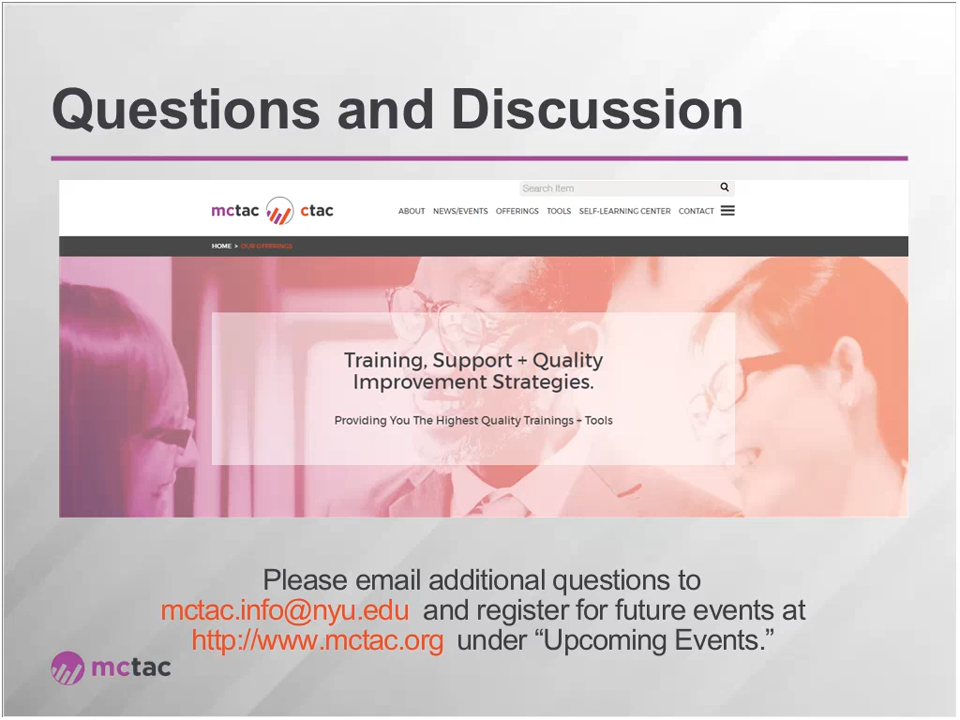 Questions and Discussion
Search Item
mctac ctac
ABOUT NEWS/EVENTS OFFERINGS TOOLS SELF-LEARNING CENTER CONTACT
HOME > OUR OFFERINGS
Training, Support + Quality
Improvement Strategies.
Providing You The Highest Quality Trainings + Tools
Please email additional questions to
mctac.info@nyu.edu and register for future events at
http://www.mctac.org under “Upcoming Events.”
mctac